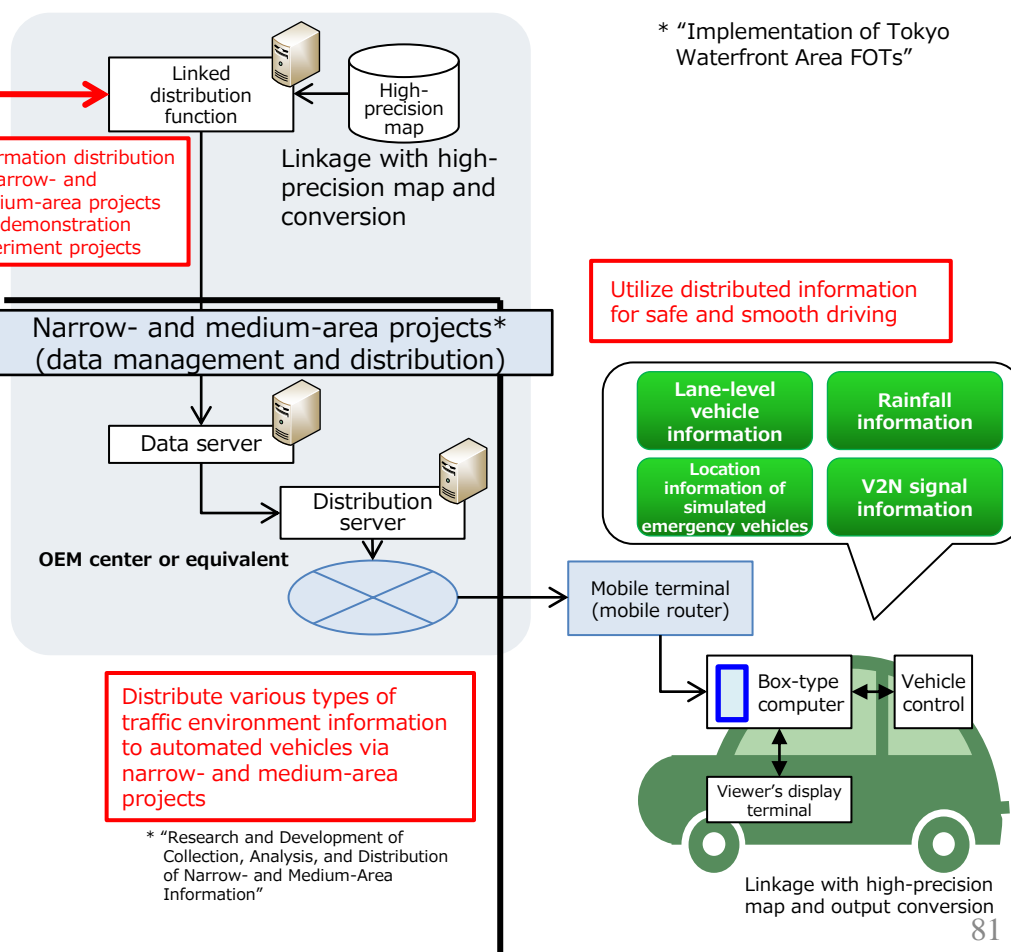 * “Implementation of Tokyo
Waterfront Area FOTs”
Linked
distribution
function
High-
precision
map
Linkage with high-
precision map and
conversion
distribution
narrow- and
projects
demonstration
projects
Utilize distributed information
for safe and smooth driving
Narrow- and medium-area projects*
(data management and distribution)
Lane-level
vehicle
information
Rainfall
information
Location
information of
simulated
emergency vehicles
V2N signal
information
Data server
Distribution
server
OEM center or equivalent
Mobile terminal
(mobile router)
Box-type
computer
Vehicle
control
Viewer’s display
terminal
Distribute various types of
traffic environment information
to automated vehicles via
narrow- and medium-area
projects
* “Research and Development of
Collection, Analysis, and Distribution
of Narrow- and Medium-Area
Information”
Linkage with high-precision
map and output conversion
81